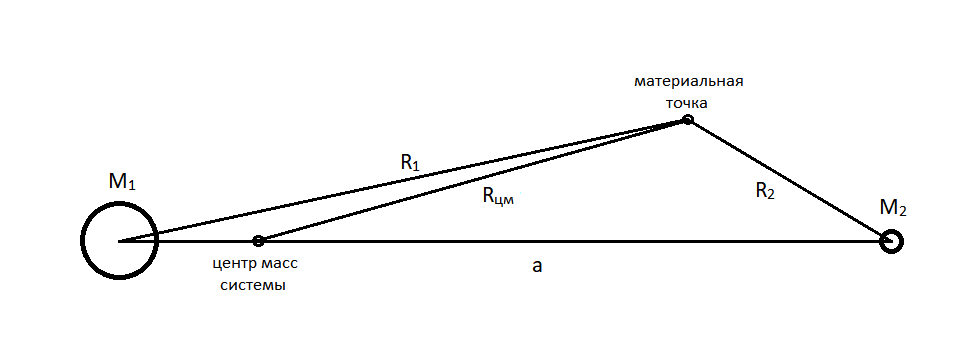 материальная
точка
R1
M1
Rцм
R2
M2
центр масс
системы
a